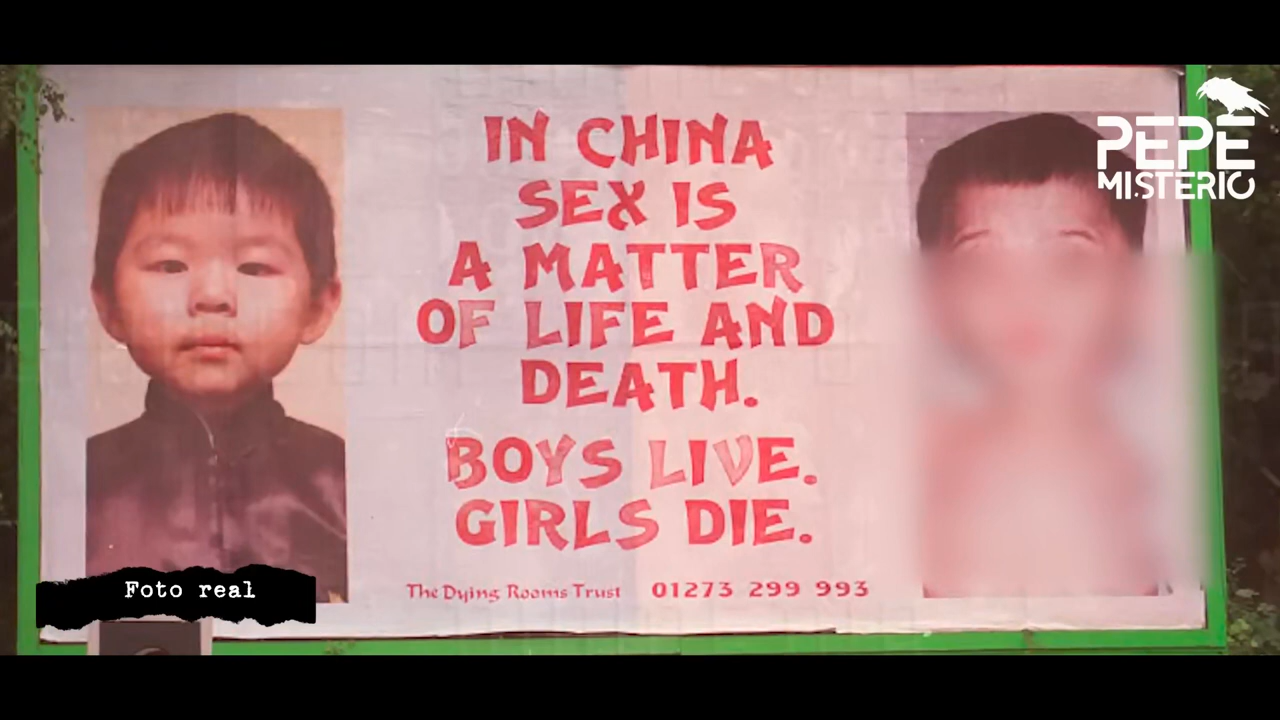 PEPE
MISTERIO
IN CHINA
SEX IS
A MATTER
OF LIFE AND
DEATH.
BOYS LIVE.
GIRLS DIE.
The Dying Rooms Trust 01273 299 993
Foto real